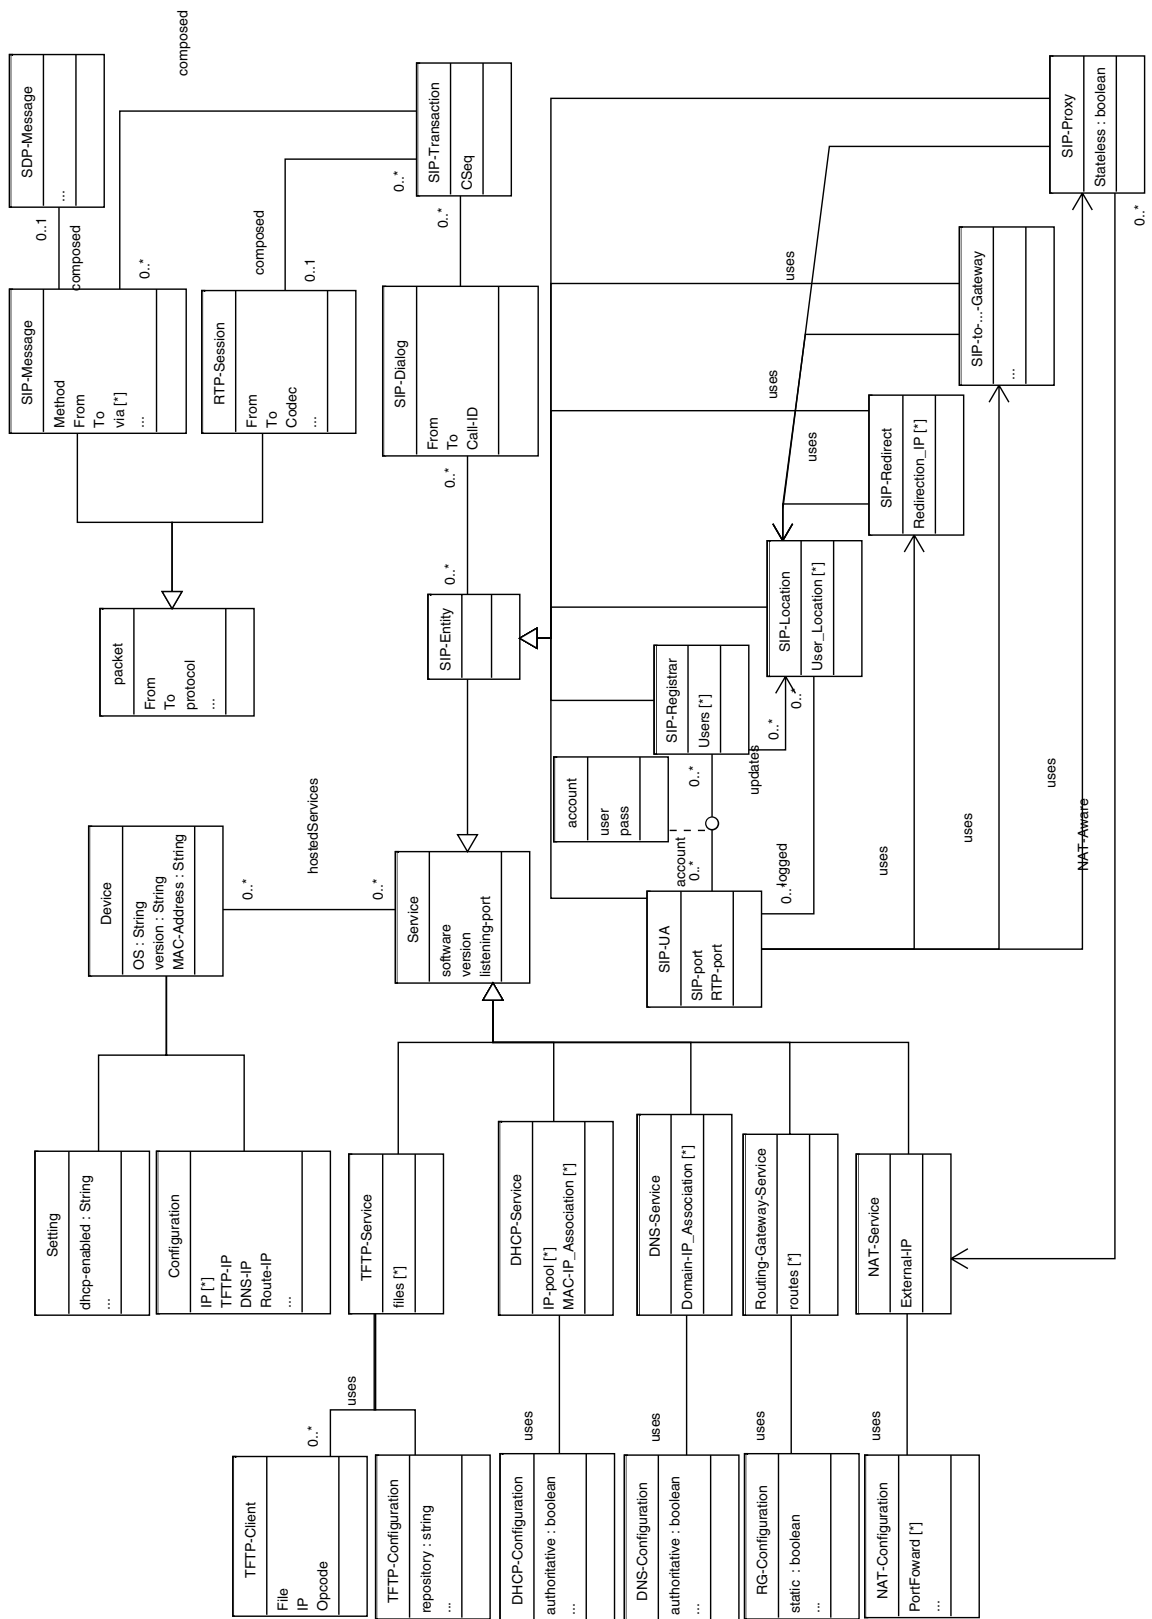 Setting
dhcp-enabled : String
...
Configuration
IP [*]
TFTP-IP
DNS-IP
Route-IP
...
Device
OS : String
version : String
MAC-Address : String
0..*
hostedServices
0..*
packet
From
To
protocol
...
SIP-Message
Method
From
To
via [*]
...
composed
0..1
SDP-Message
...
0..*
composed
RTP-Session
From
To
Codec
...
0..1
composed
0..*
TFTP-Client
File
IP
Opcode
0..*
uses
TFTP-Configuration
repository : string
...
TFTP-Service
files [*]
Service
software
version
listening-port
SIP-Entity
0..*
0..*
SIP-Dialog
From
To
Call-ID
0..*
SIP-Transaction
CSeq
DHCP-Configuration
authoritative : boolean
...
uses
DHCP-Service
IP-pool [*]
MAC-IP_Association [*]
account
user
pass
DNS-Configuration
authoritative : boolean
...
uses
DNS-Service
Domain-IP_Association [*]
SIP-UA
SIP-port
RTP-port
account
0..*
0..*
SIP-Registrar
Users [*]
updates
0..*
0..*
logged
0..*
SIP-Location
User_Location [*]
RG-Configuration
static : boolean
...
uses
Routing-Gateway-Service
routes [*]
uses
uses
uses
NAT-Configuration
PortFoward [*]
...
uses
NAT-Service
External-IP
uses
SIP-Redirect
Redirection_IP [*]
uses
SIP-to-...-Gateway
...
uses
NAT-Aware
SIP-Proxy
Stateless : boolean
0..*